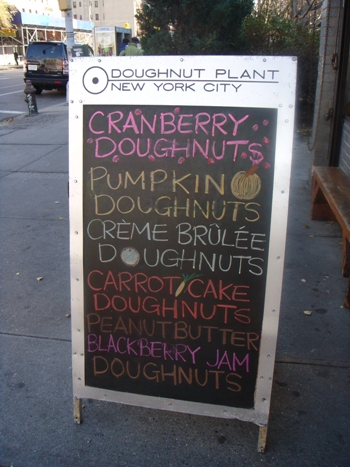 DOUGHNUT PLANT
NEW YORK CITY
CRANBERRY
DOUGHNUTS
PUMPKIN
DOUGHNUTS
CRÈME BRÛLÉE
DOUGHNUTS
CARROT CAKE
DOUGHNUTS
PEANUT BUTTER
BLACKBERRY JAM
DOUGHNUTS